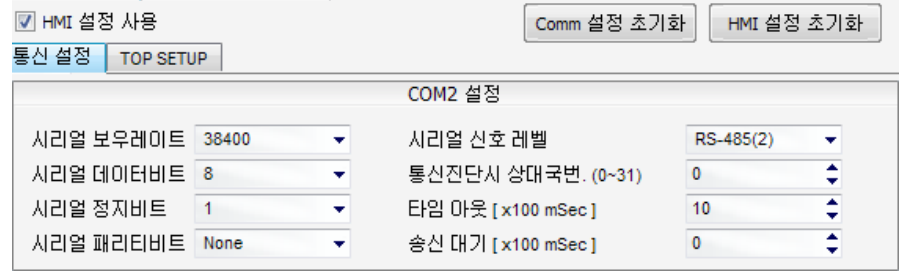 HMI 설정 사용 Comm 설정 초기화 HMI 설정 초기화
통신 설정 TOP SETUP
COM2 설정
시리얼 보우레이트 38400 시리얼 신호 레벨 RS-485(2)
시리얼 데이터비트 8 통신진단시 상대국번. (0~31) 0
시리얼 정지비트 1 타임 아웃 [ x100 mSec ] 10
시리얼 패리티비트 None 송신 대기 [ x100 mSec ] 0